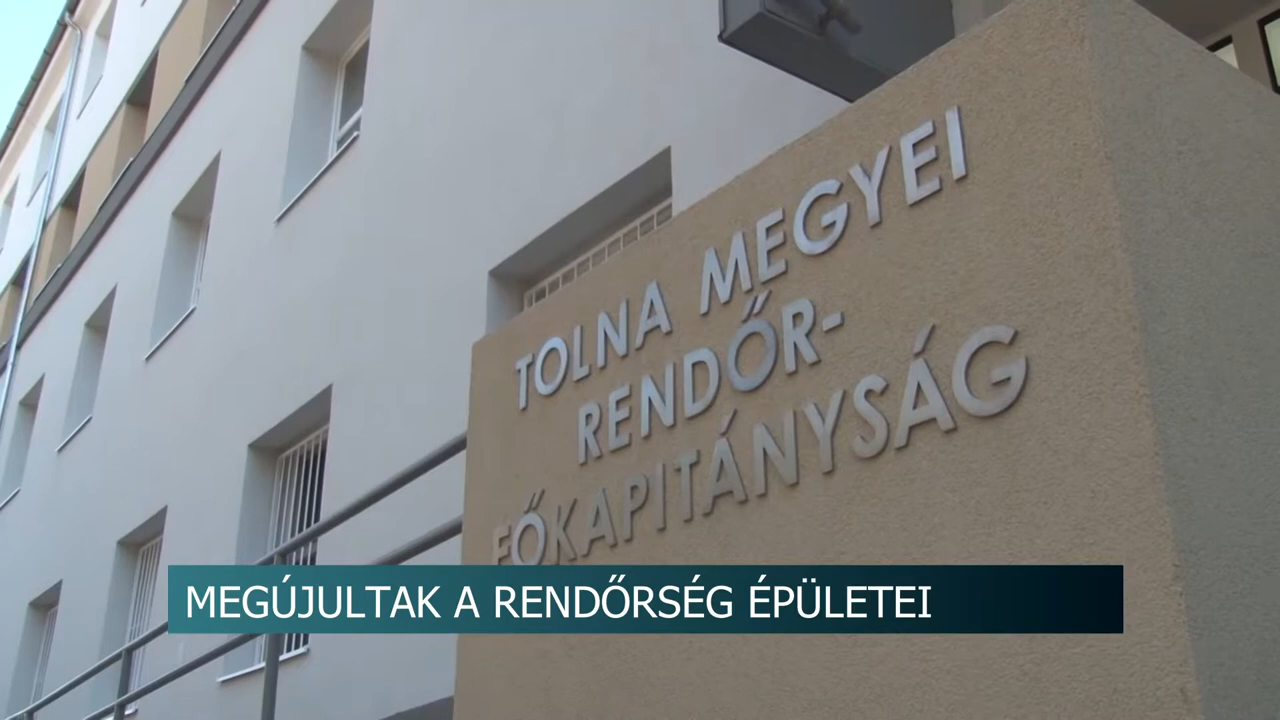 TOLNA MEGYEI
RENDŐR-
FŐKAPITÁNYSÁG
MEGÚJULTAK A RENDŐRSÉG ÉPÜLETEI